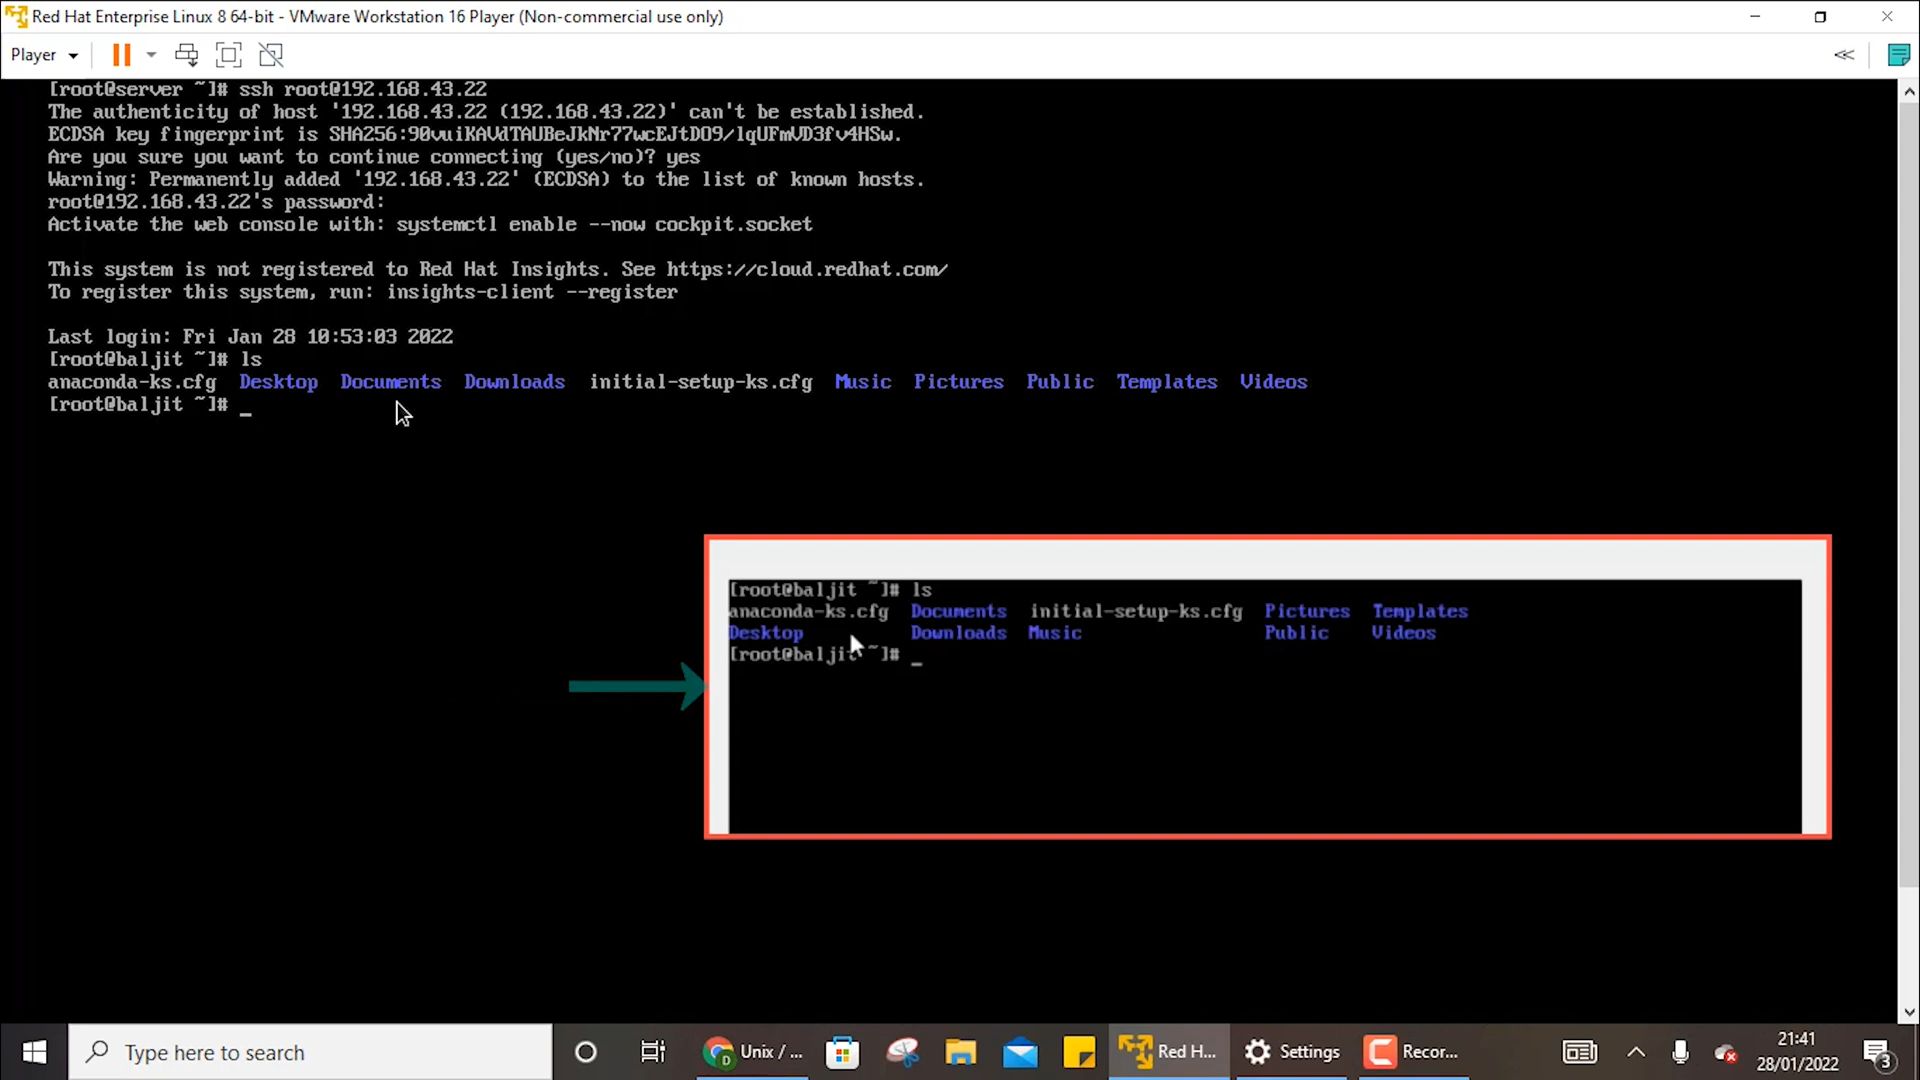 Red Hat Enterprise Linux 8 64-bit - VMware Workstation 16 Player (Non-commercial use only)
Player
[root@server ~]# ssh root@192.168.43.22
The authenticity of host '192.168.43.22 (192.168.43.22)' can't be established.
ECDSA key fingerprint is SHA256:90vuiKAVdTAUBeJkNr77wcEJtDO9/lqUFmVD3fv4HSw.
Are you sure you want to continue connecting (yes/no)? yes
Warning: Permanently added '192.168.43.22' (ECDSA) to the list of known hosts.
root@192.168.43.22's password:
Activate the web console with: systemctl enable --now cockpit.socket
This system is not registered to Red Hat Insights. See https://cloud.redhat.com/
To register this system, run: insights-client --register
Last login: Fri Jan 28 10:53:03 2022
[root@baljit ~]# ls
anaconda-ks.cfg Desktop Documents Downloads initial-setup-ks.cfg Music Pictures Public Templates Videos
[root@baljit ~]# _
[root@baljit ~]# ls
anaconda-ks.cfg Documents initial-setup-ks.cfg Pictures Templates
Desktop Downloads Music Public Videos
[root@baljit ~]# _
Type here to search
Unix / ...
Red H...
Settings
Recor...
21:41
28/01/2022
3